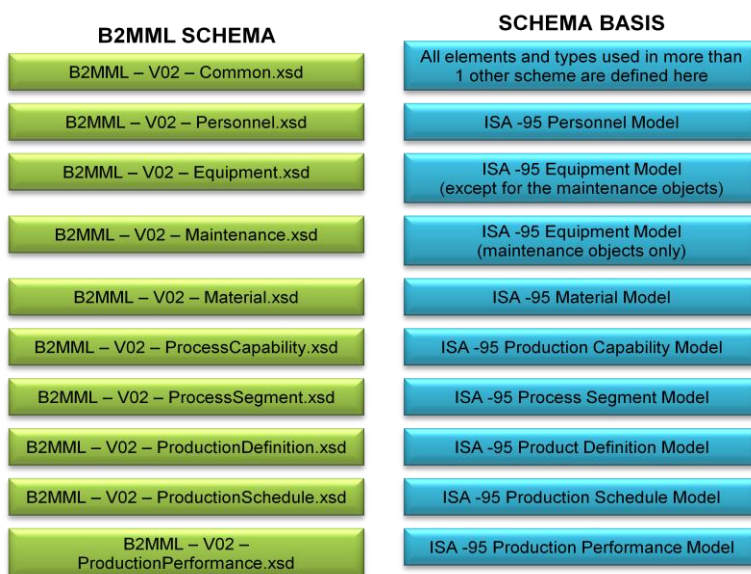 B2MML SCHEMA
SCHEMA BASIS
B2MML – V02 – Common.xsd
All elements and types used in more than
1 other scheme are defined here
B2MML – V02 – Personnel.xsd
ISA -95 Personnel Model
B2MML – V02 – Equipment.xsd
ISA -95 Equipment Model
(except for the maintenance objects)
B2MML – V02 – Maintenance.xsd
ISA -95 Equipment Model
(maintenance objects only)
B2MML – V02 – Material.xsd
ISA -95 Material Model
B2MML – V02 – ProcessCapability.xsd
ISA -95 Production Capability Model
B2MML – V02 – ProcessSegment.xsd
ISA -95 Process Segment Model
B2MML – V02 – ProductionDefinition.xsd
ISA -95 Product Definition Model
B2MML – V02 – ProductionSchedule.xsd
ISA -95 Production Schedule Model
B2MML – V02 –
ProductionPerformance.xsd
ISA -95 Production Performance Model